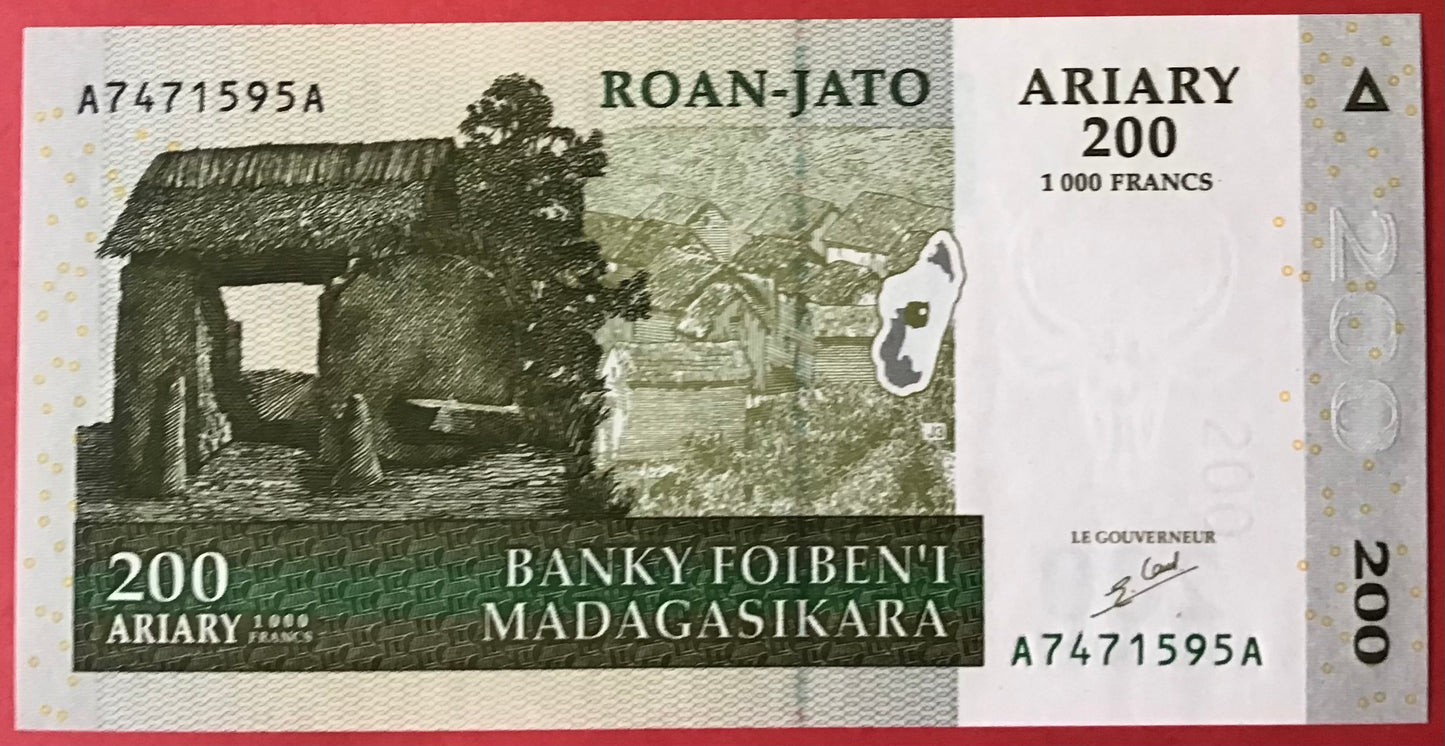 A7471595A
ROAN-JATO
ARIARY
200
1 000 FRANCS
200
200
LE GOUVERNEUR
A7471595A
200
200
ARIARY 1 000
FRANCS
BANKY FOIBEN'I
MADAGASIKARA